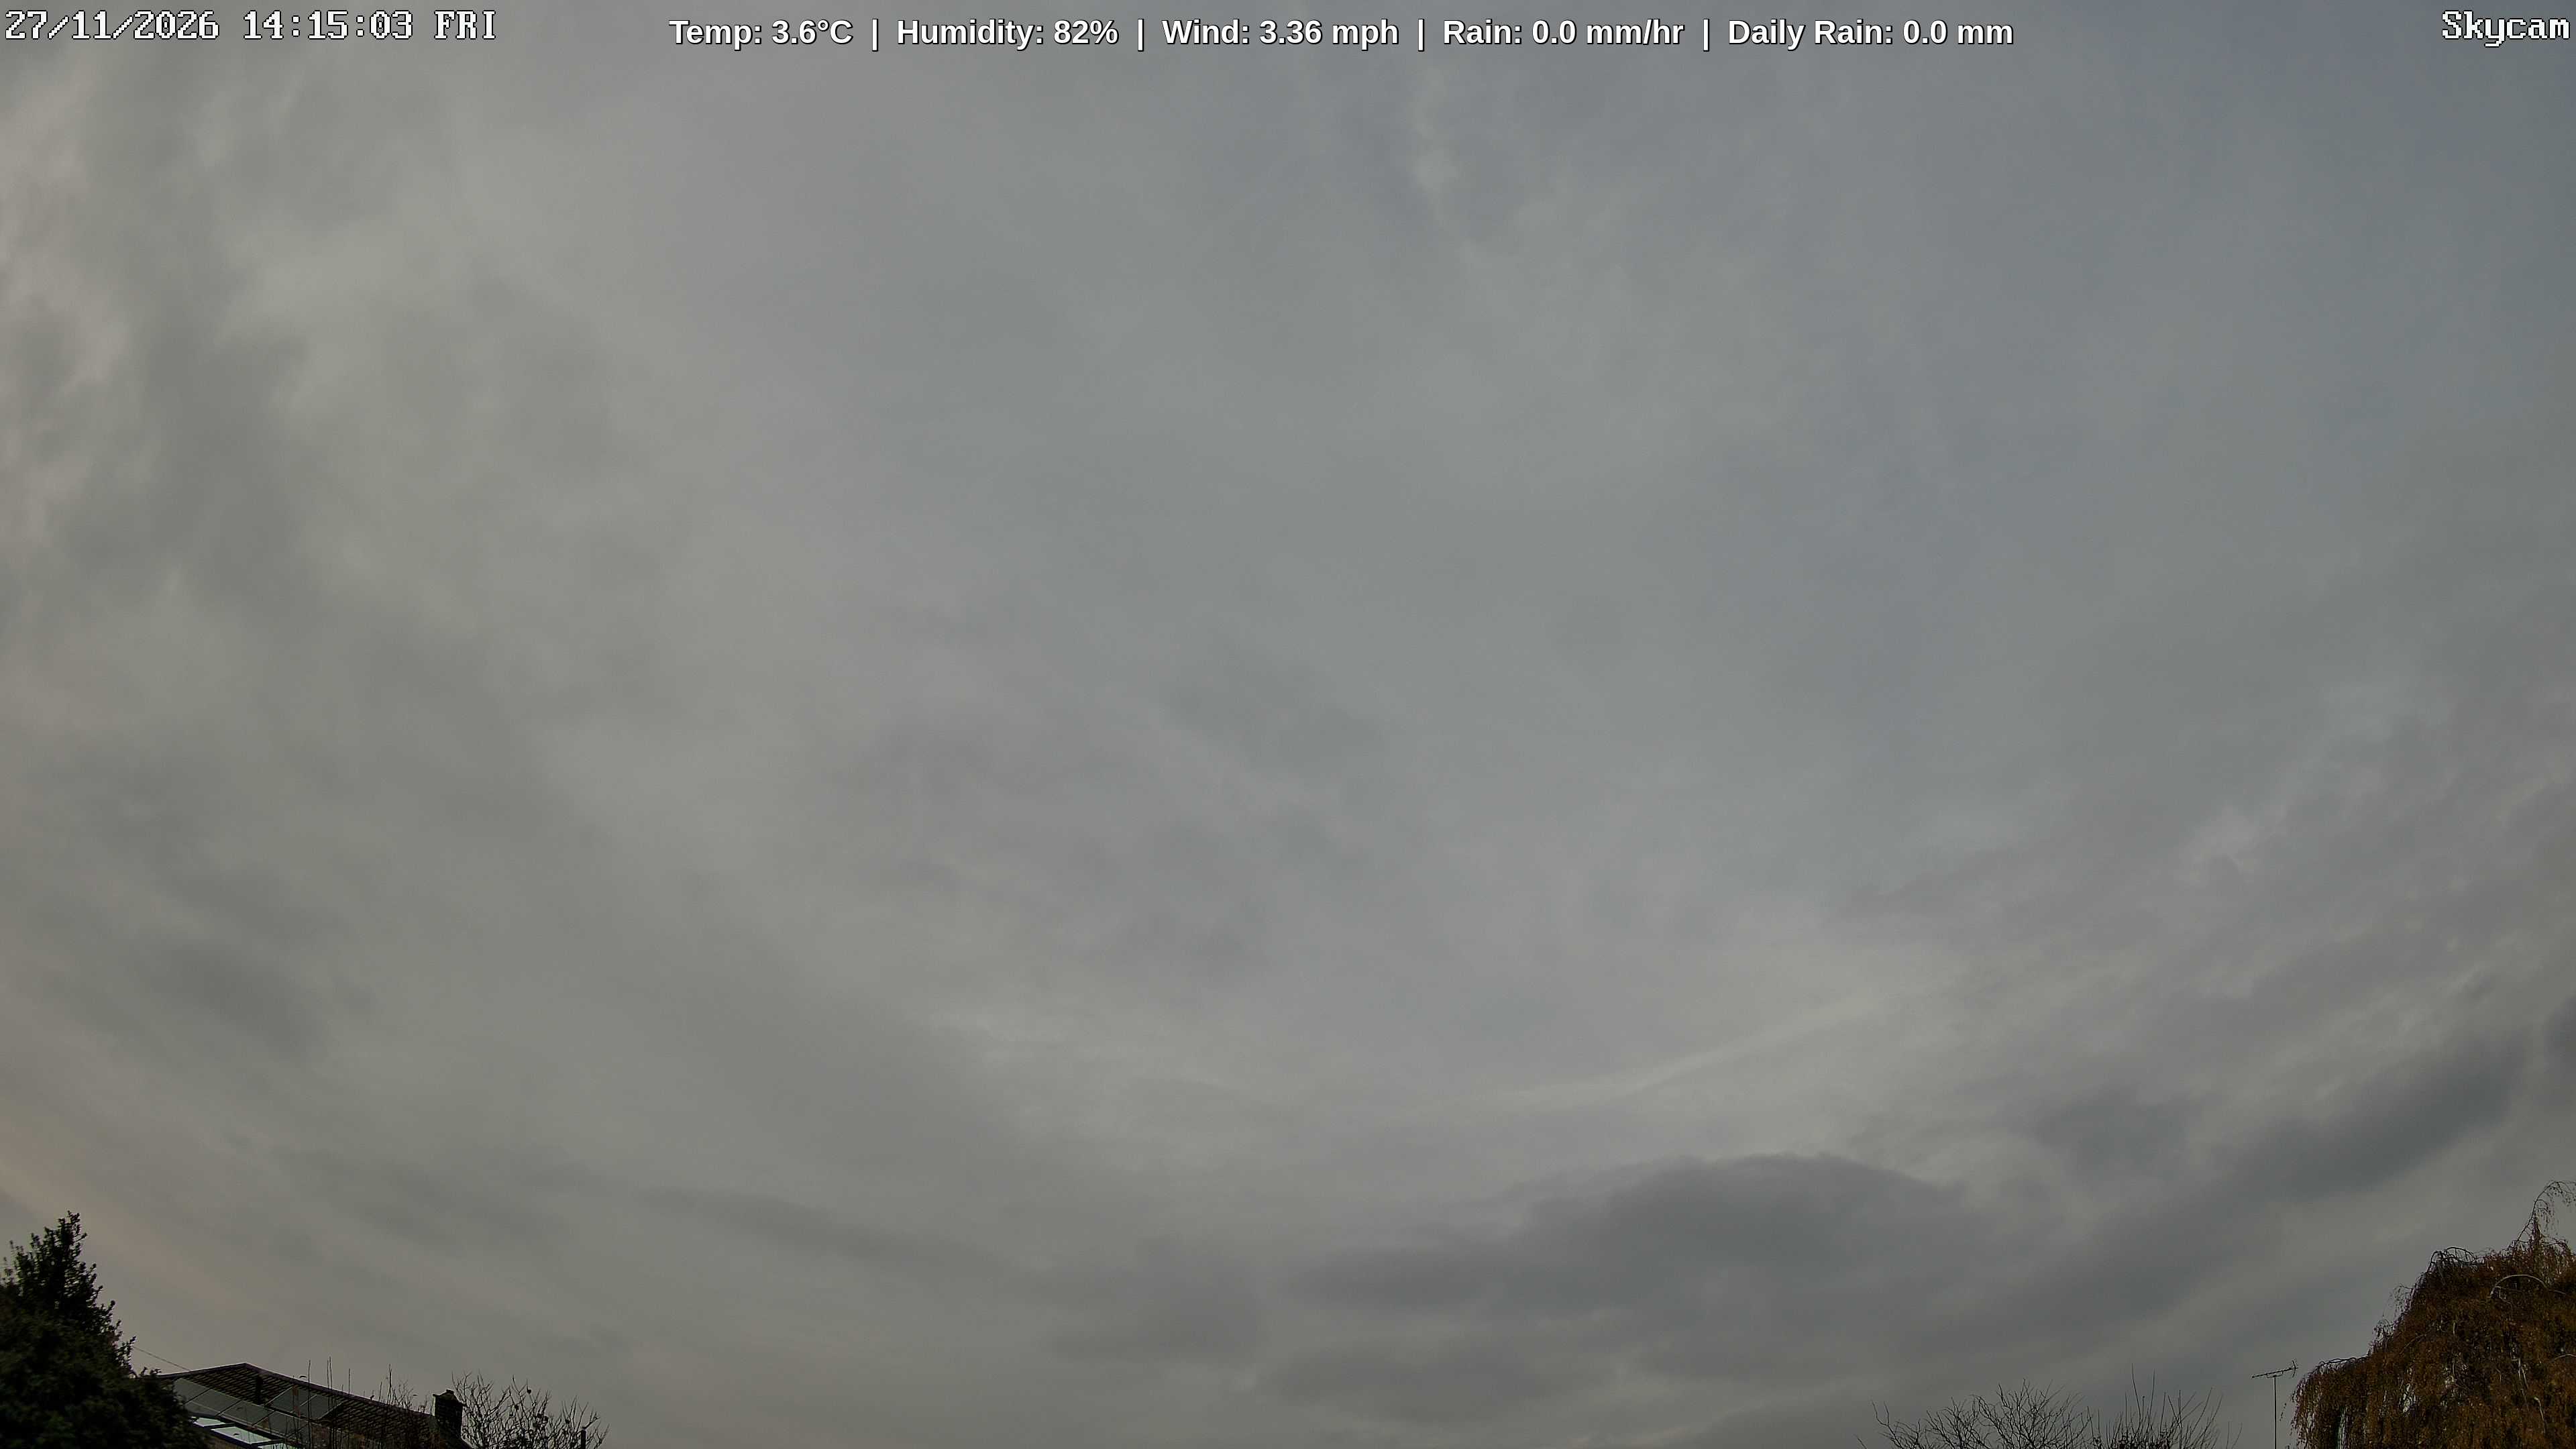 27/11/2026 14:15:03 FRI
Temp: 3.6°C | Humidity: 82% | Wind: 3.36 mph | Rain: 0.0 mm/hr | Daily Rain: 0.0 mm
Skycam